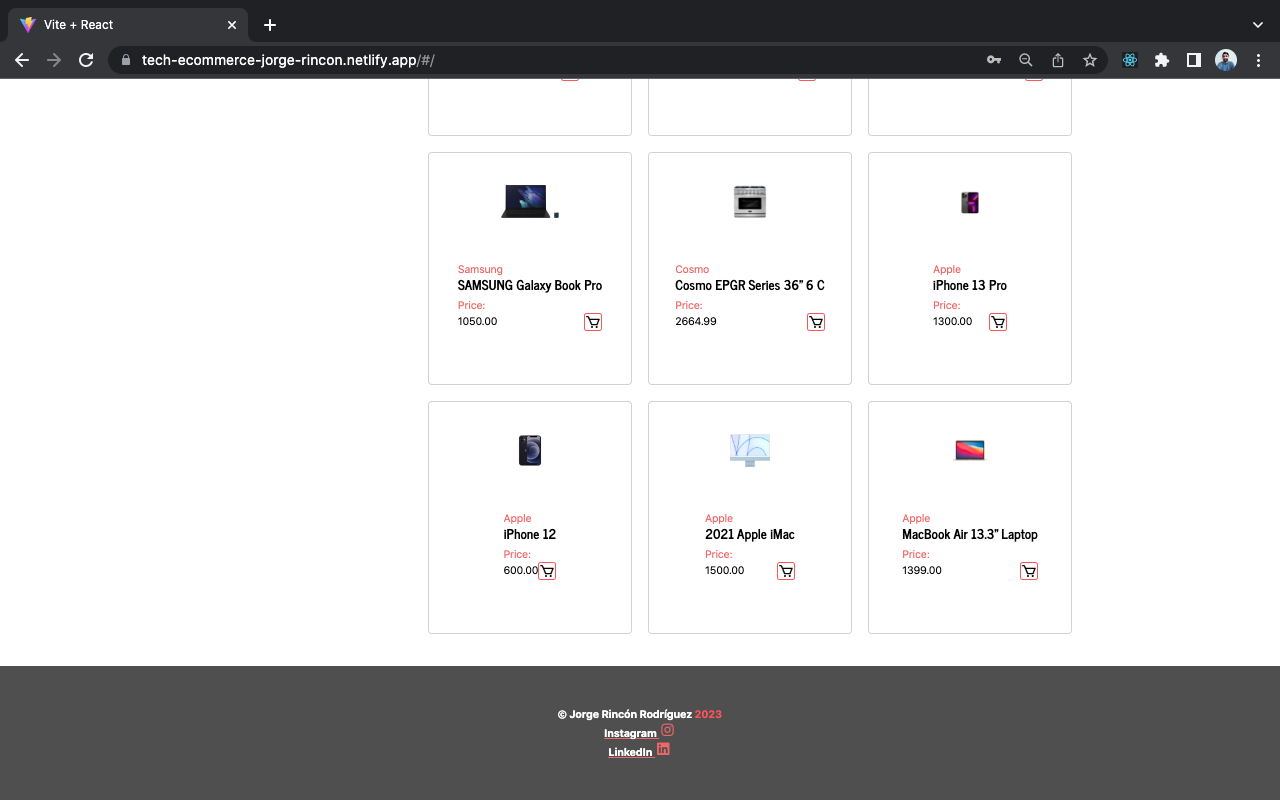 Vite + React
tech-ecommerce-jorge-rincon.netlify.app/#/
Samsung
SAMSUNG Galaxy Book Pro
Price:
1050.00
Cosmo
Cosmo EPGR Series 36" 6 C
Price:
2664.99
Apple
iPhone 13 Pro
Price:
1300.00
Apple
iPhone 12
Price:
600.00
Apple
2021 Apple iMac
Price:
1500.00
Apple
MacBook Air 13.3" Laptop
Price:
1399.00
© Jorge Rincón Rodríguez 2023
Instagram
LinkedIn